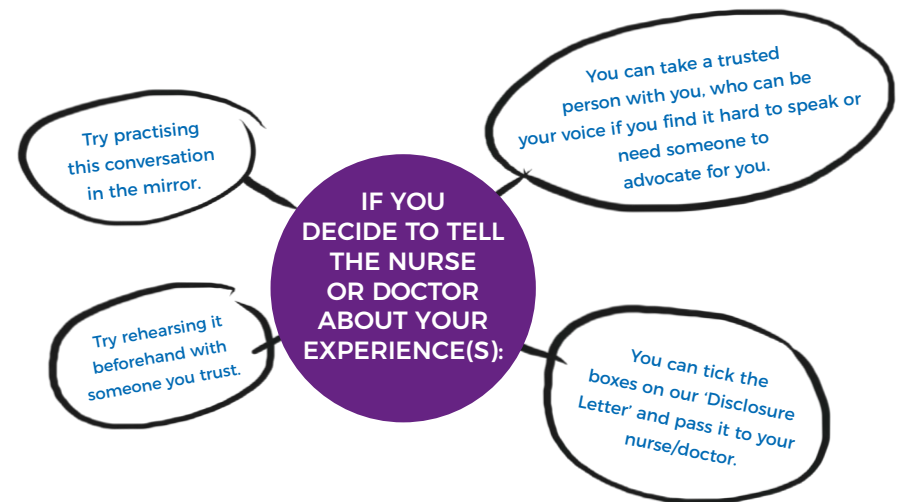 You can take a trusted
person with you, who can be
your voice if you find it hard to speak or
need someone to
advocate for you.
Try practising
this conversation
in the mirror.
IF YOU
DECIDE TO TELL
THE NURSE
OR DOCTOR
ABOUT YOUR
EXPERIENCE(S):
Try rehearsing it
beforehand with
someone you trust.
You can tick the
boxes on our ‘Disclosure
Letter’ and pass it to your
nurse/doctor.